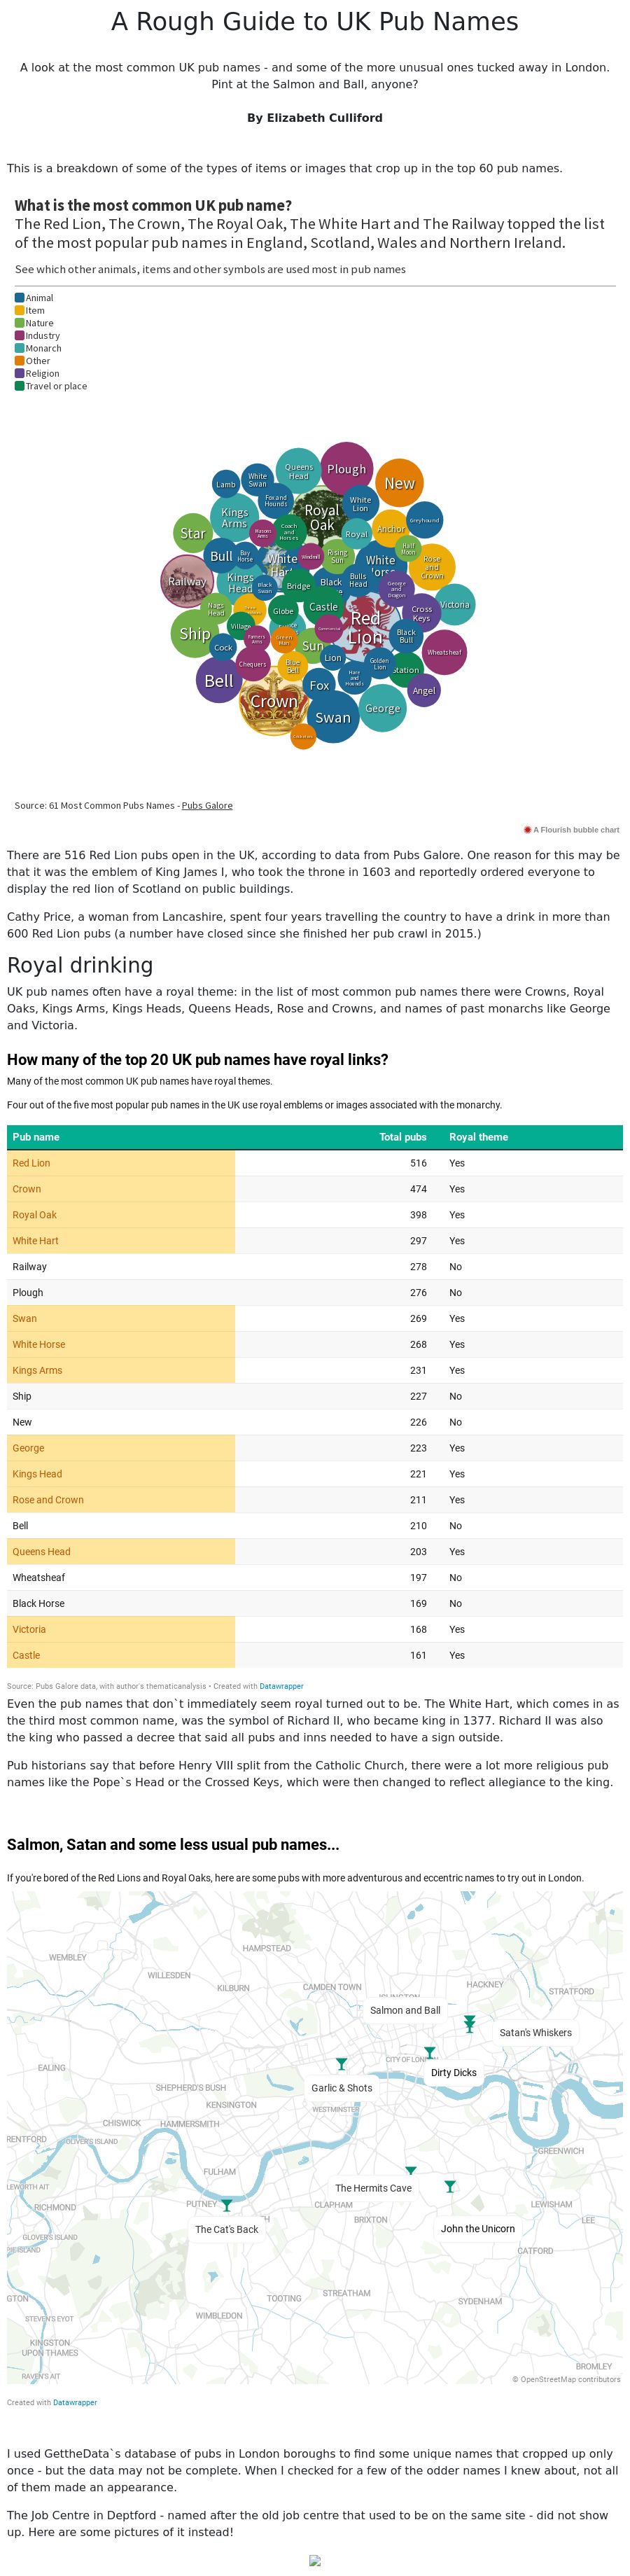 A Rough Guide to UK Pub Names
A look at the most common UK pub names - and some of the more unusual ones tucked away in London.
Pint at the Salmon and Ball, anyone?
By Elizabeth Culliford
This is a breakdown of some of the types of items or images that crop up in the top 60 pub names.
What is the most common UK pub name?
The Red Lion, The Crown, The Royal Oak, The White Hart and The Railway topped the list
of the most popular pub names in England, Scotland, Wales and Northern Ireland.
See which other animals, items and other symbols are used most in pub names
Animal
Item
Nature
Industry
Monarch
Other
Religion
Travel or place
Queens
Head
Plough
New
Lamb
White
Swan
Fox and
Hounds
White
Lion
Kings
Arms
Royal
Oak
Greyhound
Star
Masons
Arms
Coach
and
Horses
Royal
Anchor
Half
Moon
Bull
Bay
Horse
White
Hart
Windmill
Rising
Sun
White
Horse
Rose
and
Crown
Railway
Kings
Head
Black
Swan
Bridge
Black
Bulls
Head
George
and
Dragon
Victoria
Nags
Head
Globe
Castle
Red
Lion
Cross
Keys
Ship
Village
Farmers
Arms
Green
Man
Sun
Commercial
Black
Bull
Cock
Chequers
Blue
Bell
Lion
Golden
Lion
Wheatsheaf
Bell
Fox
Hare
and
Hounds
Station
Angel
Crown
Swan
George
Source: 61 Most Common Pubs Names - Pubs Galore
A Flourish bubble chart
There are 516 Red Lion pubs open in the UK, according to data from Pubs Galore. One reason for this may be
that it was the emblem of King James I, who took the throne in 1603 and reportedly ordered everyone to
display the red lion of Scotland on public buildings.
Cathy Price, a woman from Lancashire, spent four years travelling the country to have a drink in more than
600 Red Lion pubs (a number have closed since she finished her pub crawl in 2015.)
Royal drinking
UK pub names often have a royal theme: in the list of most common pub names there were Crowns, Royal
Oaks, Kings Arms, Kings Heads, Queens Heads, Rose and Crowns, and names of past monarchs like George
and Victoria.
How many of the top 20 UK pub names have royal links?
Many of the most common UK pub names have royal themes.
Four out of the five most popular pub names in the UK use royal emblems or images associated with the monarchy.
Pub name Total pubs Royal theme
Red Lion 516 Yes
Crown 474 Yes
Royal Oak 398 Yes
White Hart 297 Yes
Railway 278 No
Plough 276 No
Swan 269 Yes
White Horse 268 Yes
Kings Arms 231 Yes
Ship 227 No
New 226 No
George 223 Yes
Kings Head 221 Yes
Rose and Crown 211 Yes
Bell 210 No
Queens Head 203 Yes
Wheatsheaf 197 No
Black Horse 169 No
Victoria 168 Yes
Castle 161 Yes
Source: Pubs Galore data, with author's thematicanalysis • Created with Datawrapper
Even the pub names that don`t immediately seem royal turned out to be. The White Hart, which comes in as
the third most common name, was the symbol of Richard II, who became king in 1377. Richard II was also
the king who passed a decree that said all pubs and inns needed to have a sign outside.
Pub historians say that before Henry VIII split from the Catholic Church, there were a lot more religious pub
names like the Pope`s Head or the Crossed Keys, which were then changed to reflect allegiance to the king.
Salmon, Satan and some less usual pub names...
If you're bored of the Red Lions and Royal Oaks, here are some pubs with more adventurous and eccentric names to try out in London.
HAMPSTEAD
WEMBLEY
WILLESDEN
KILBURN
CAMDEN TOWN
HACKNEY
STRATFORD
ISLINGTON
Salmon and Ball
Satan's Whiskers
CITY OF LONDON
EALING
Dirty Dicks
SHEPHERD'S BUSH
Garlic & Shots
KENSINGTON
WESTMINSTER
CHISWICK
HAMMERSMITH
BRENTFORD
OLIVER'S ISLAND
GREENWICH
FULHAM
ISLEWORTH AIT
The Hermits Cave
RICHMOND
PUTNEY
CLAPHAM
LEWISHAM
BRIXTON
LEE
The Cat's Back
John the Unicorn
GLOVER'S ISLAND
CATFORD
TOOTING
STREATHAM
SYDENHAM
WIMBLEDON
STEVEN'S EYOT
KINGSTON
UPON THAMES
BROMLEY
RAVEN'S AIT
© OpenStreetMap contributors
Created with Datawrapper
I used GettheData`s database of pubs in London boroughs to find some unique names that cropped up only
once - but the data may not be complete. When I checked for a few of the odder names I knew about, not all
of them made an appearance.
The Job Centre in Deptford - named after the old job centre that used to be on the same site - did not show
up. Here are some pictures of it instead!